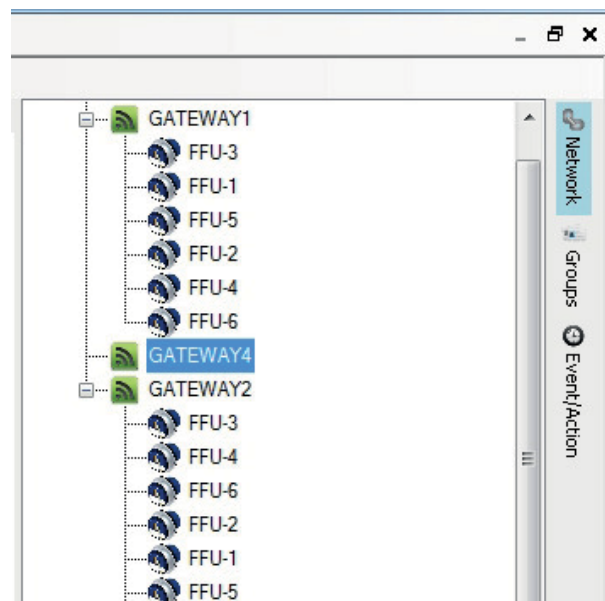 GATEWAY1
FFU-3
FFU-1
FFU-5
FFU-2
FFU-4
FFU-6
GATEWAY4
GATEWAY2
FFU-3
FFU-4
FFU-6
FFU-2
FFU-1
FFU-5
Network
Groups
Event/Action